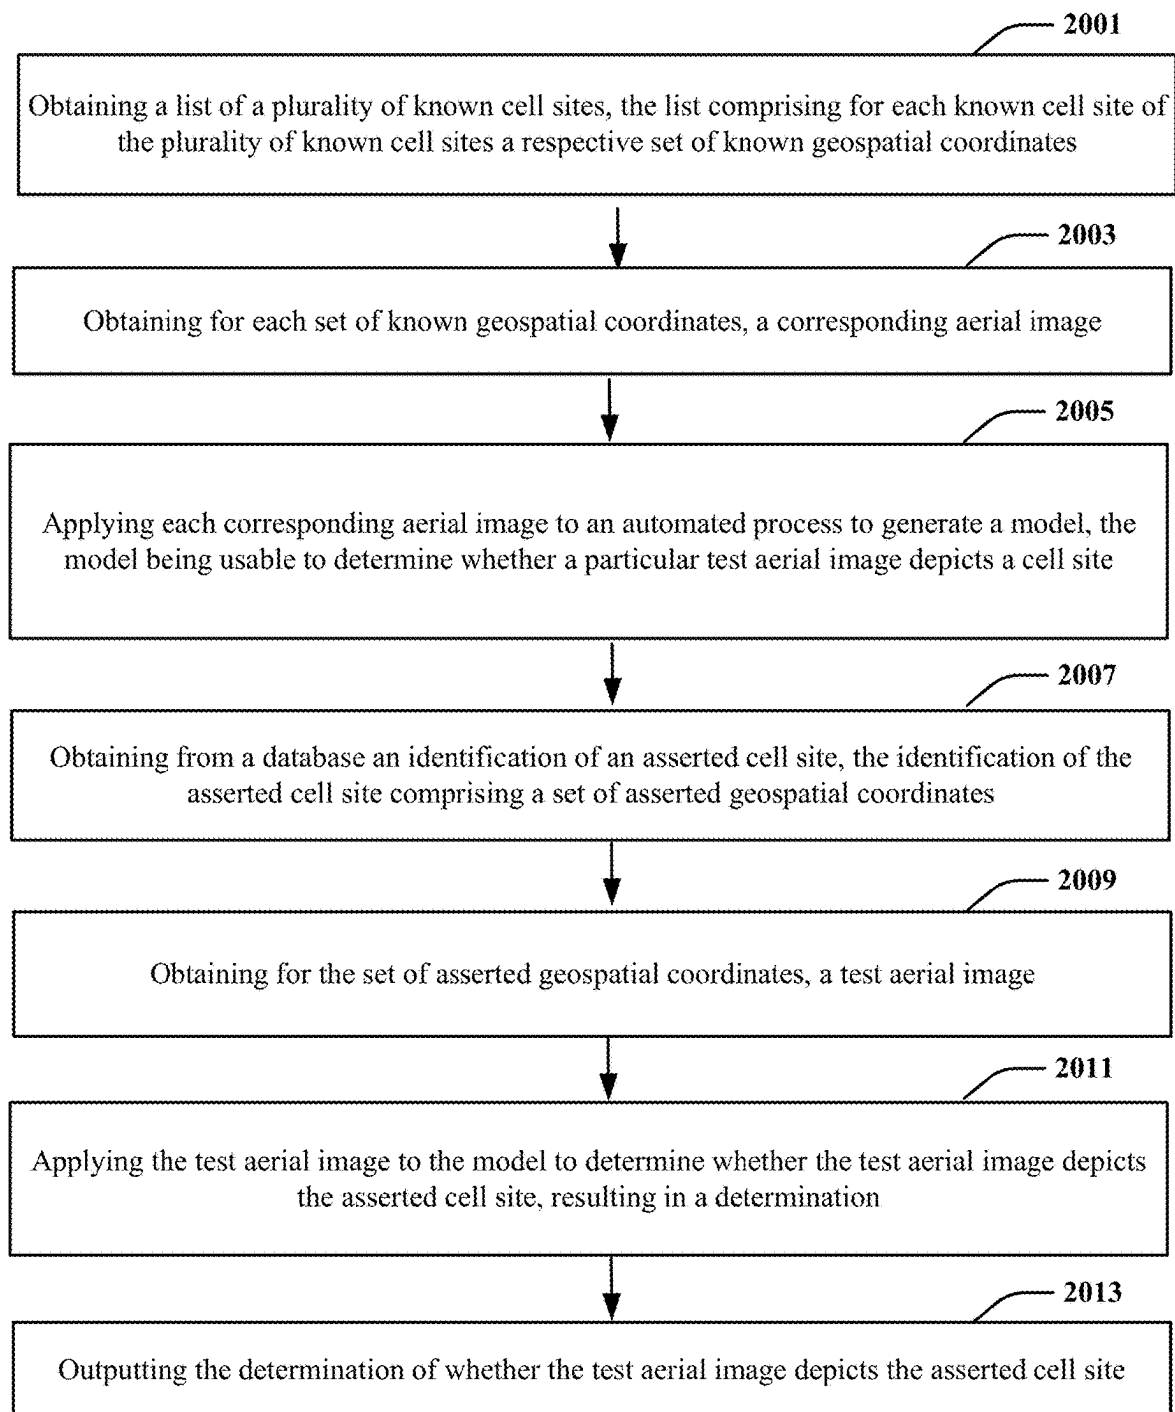 2001
Obtaining a list of a plurality of known cell sites, the list comprising for each known cell site of
the plurality of known cell sites a respective set of known geospatial coordinates
2003
Obtaining for each set of known geospatial coordinates, a corresponding aerial image
2005
Applying each corresponding aerial image to an automated process to generate a model, the
model being usable to determine whether a particular test aerial image depicts a cell site
2007
Obtaining from a database an identification of an asserted cell site, the identification of the
asserted cell site comprising a set of asserted geospatial coordinates
2009
Obtaining for the set of asserted geospatial coordinates, a test aerial image
2011
Applying the test aerial image to the model to determine whether the test aerial image depicts
the asserted cell site, resulting in a determination
2013
Outputting the determination of whether the test aerial image depicts the asserted cell site